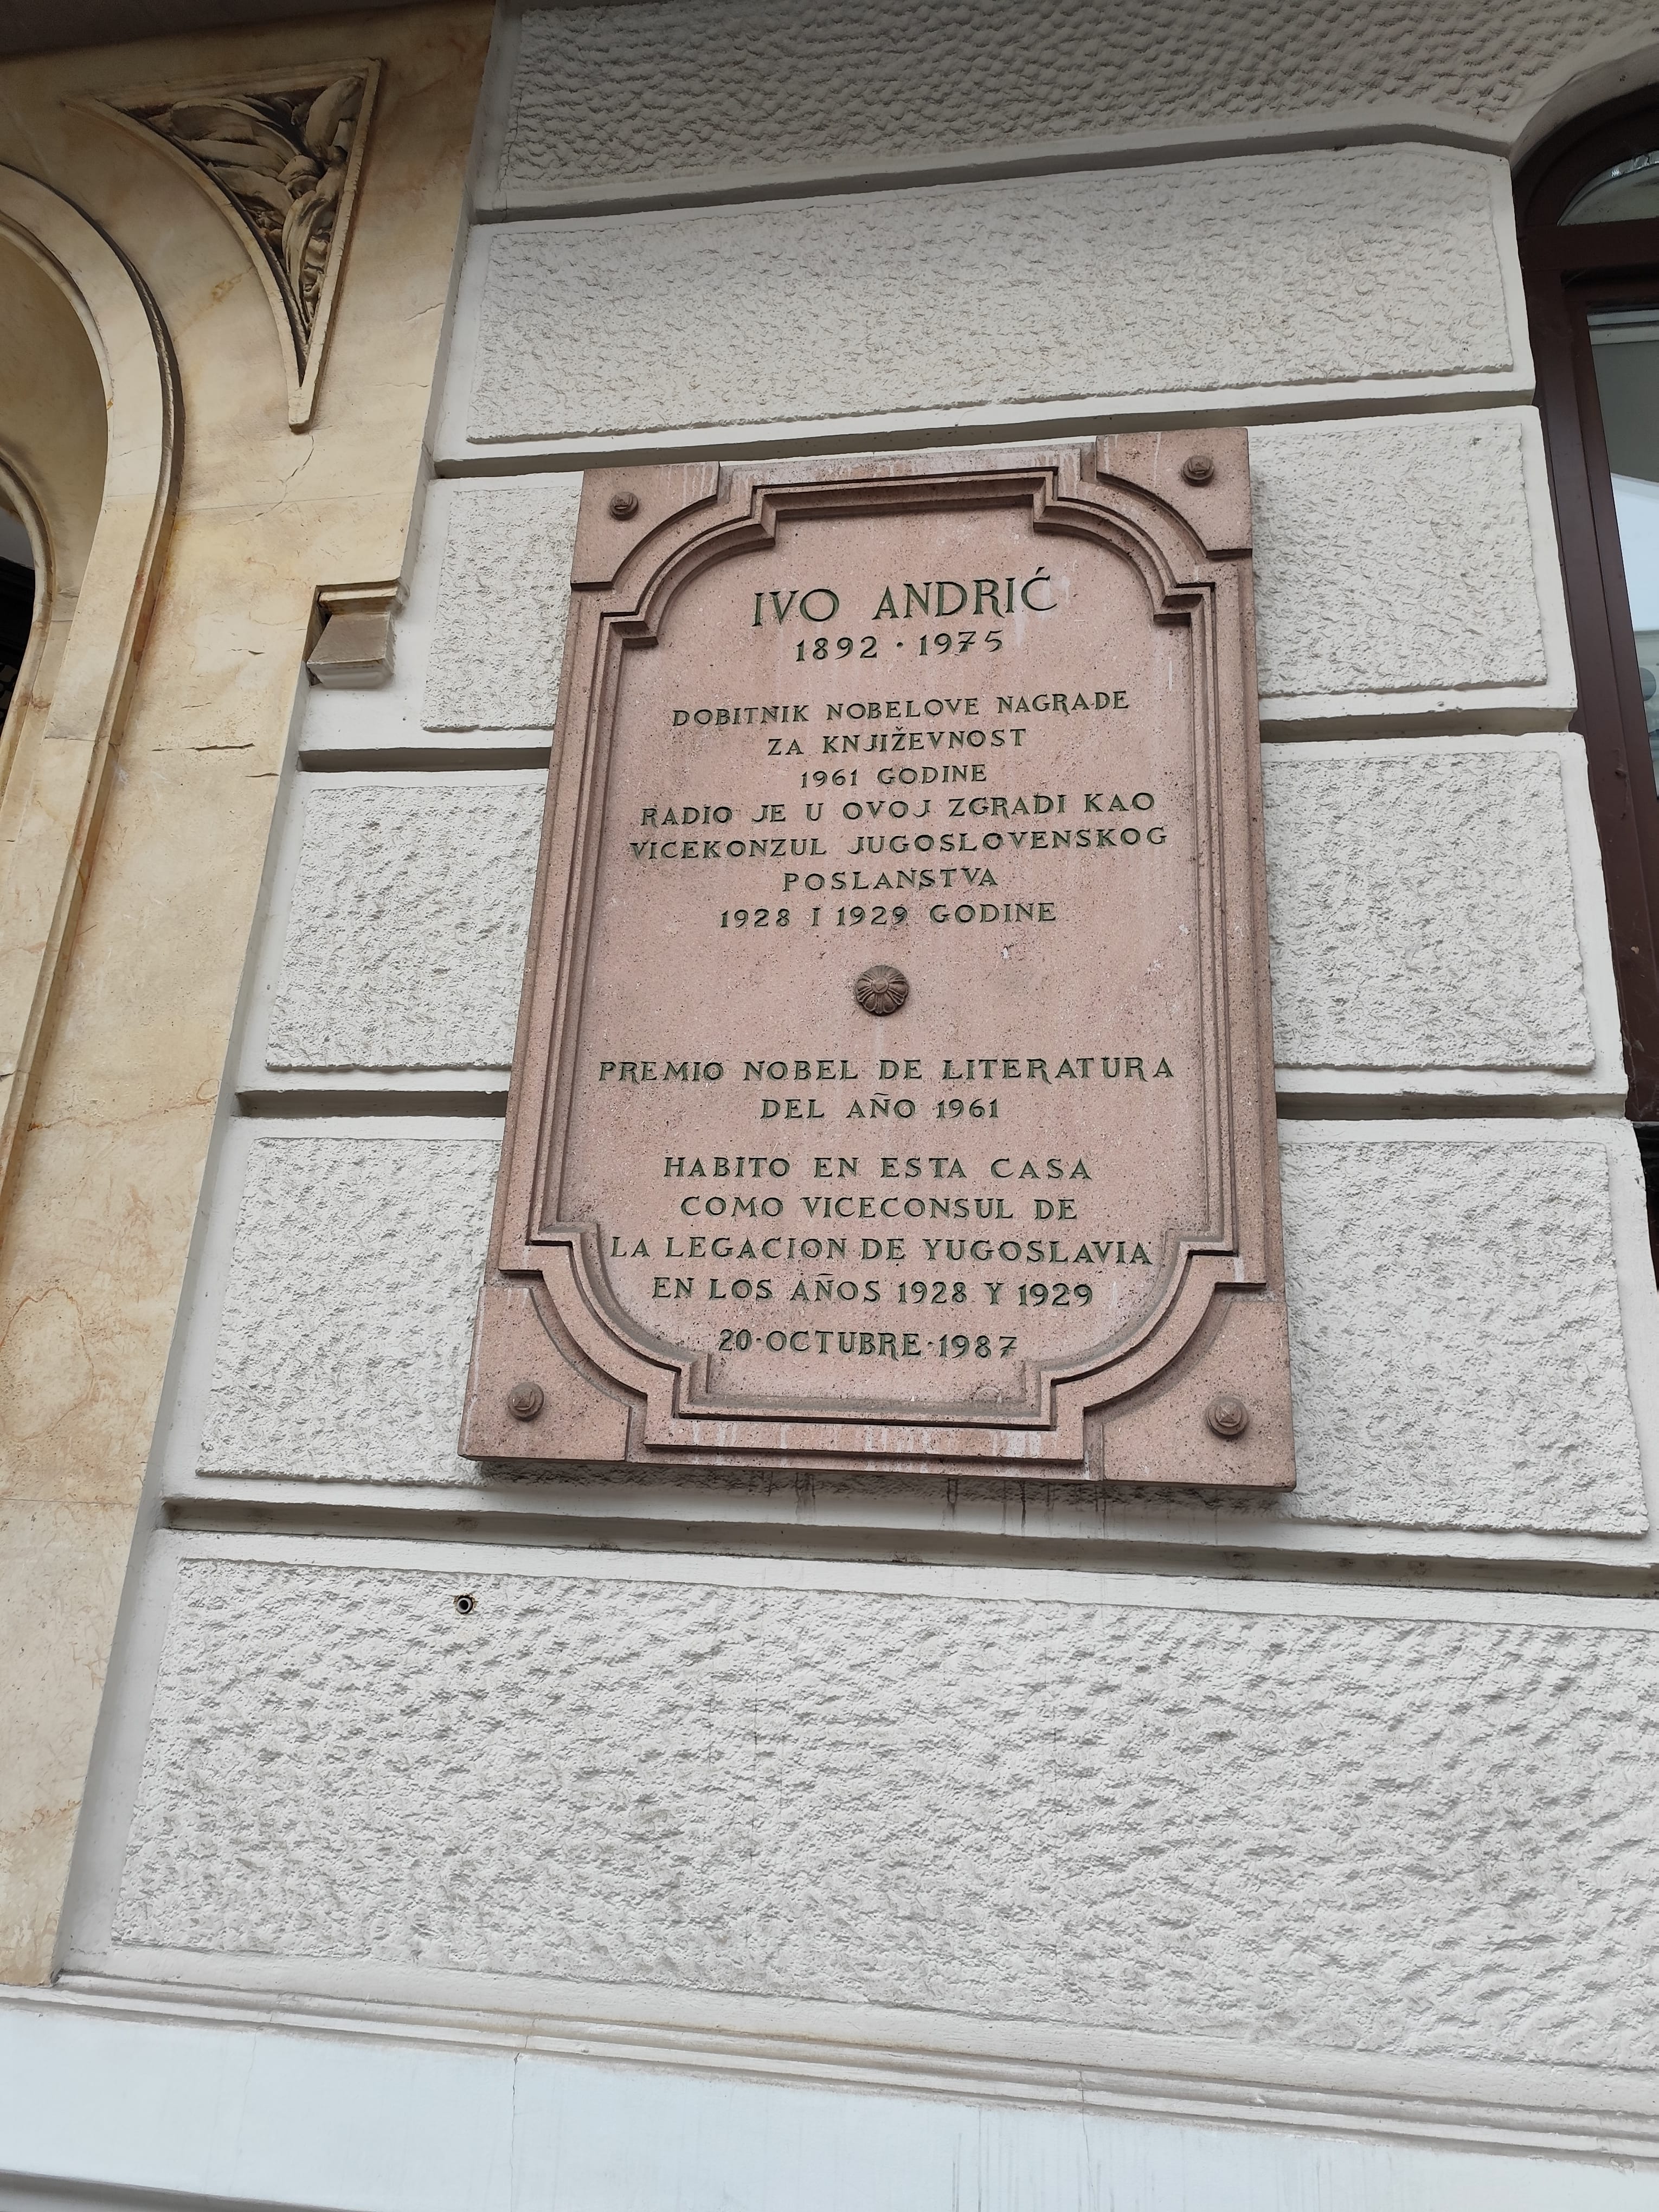 IVO ANDRIĆ
1892 · 1975
DOBITNIK NOBELOVE NAGRADE
ZA KNJIŽEVNOST
1961 GODINE
RADIO JE U OVOJ ZGRADI KAO
VICEKONZUL JUGOSLOVENSKOG
POSLANSTVA
1928 I 1929 GODINE
PREMIO NOBEL DE LITERATURA
DEL AÑO 1961
HABITO EN ESTA CASA
COMO VICECONSUL DE
LA LEGACION DE YUGOSLAVIA
EN LOS AÑOS 1928 Y 1929
20·OCTUBRE·1987